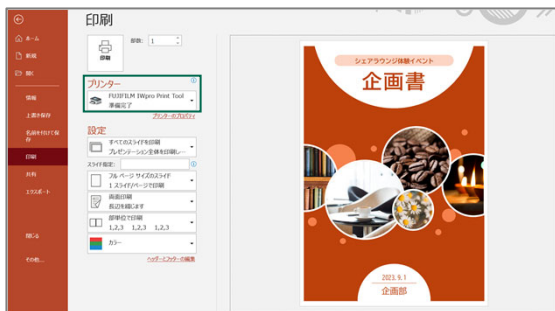 印刷
ホーム
部数: 1
新規
印刷
開く
プリンター
FUJIFILM IWpro Print Tool
準備完了
情報
プリンターのプロパティ
上書き保存
設定
名前を付けて保存
すべてのスライドを印刷
プレゼンテーション全体を印刷し...
印刷
スライド指定:
共有
フル ページ サイズのスライド
1 スライド/ページで印刷
エクスポート
両面印刷
長辺を綴じます
部単位で印刷
1,2,3 1,2,3 1,2,3
閉じる
カラー
その他...
ヘッダーとフッターの編集
シェアラウンジ体験イベント
企画書
2023.9.1
企画部